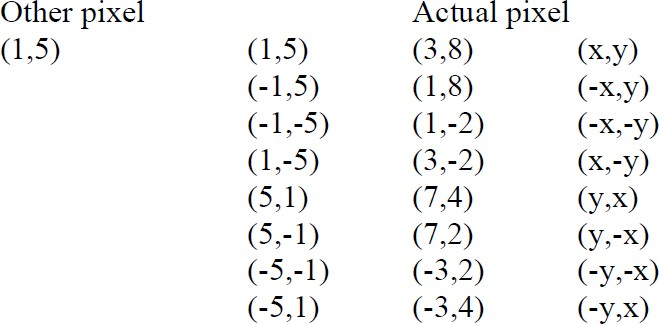 Other pixel Actual pixel
(1,5) (1,5) (3,8) (x,y)
(-1,5) (1,8) (-x,y)
(-1,-5) (1,-2) (-x,-y)
(1,-5) (3,-2) (x,-y)
(5,1) (7,4) (y,x)
(5,-1) (7,2) (y,-x)
(-5,-1) (-3,2) (-y,-x)
(-5,1) (-3,4) (-y,x)